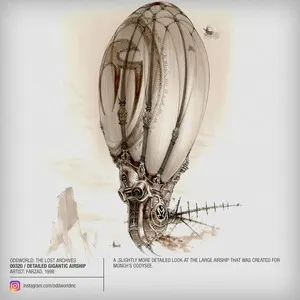 ODDWORLD: THE LOST ARCHIVES
00320 / DETAILED GIGANTIC AIRSHIP
ARTIST: FARZAD, 1998
A ,SLIGHTLY MORE DETAILED LOOK AT THE LARGE AIRSHIP THAT WAS CREATED FOR
MUNCH'S ODDYSEE.
instagram.com/oddworldinc